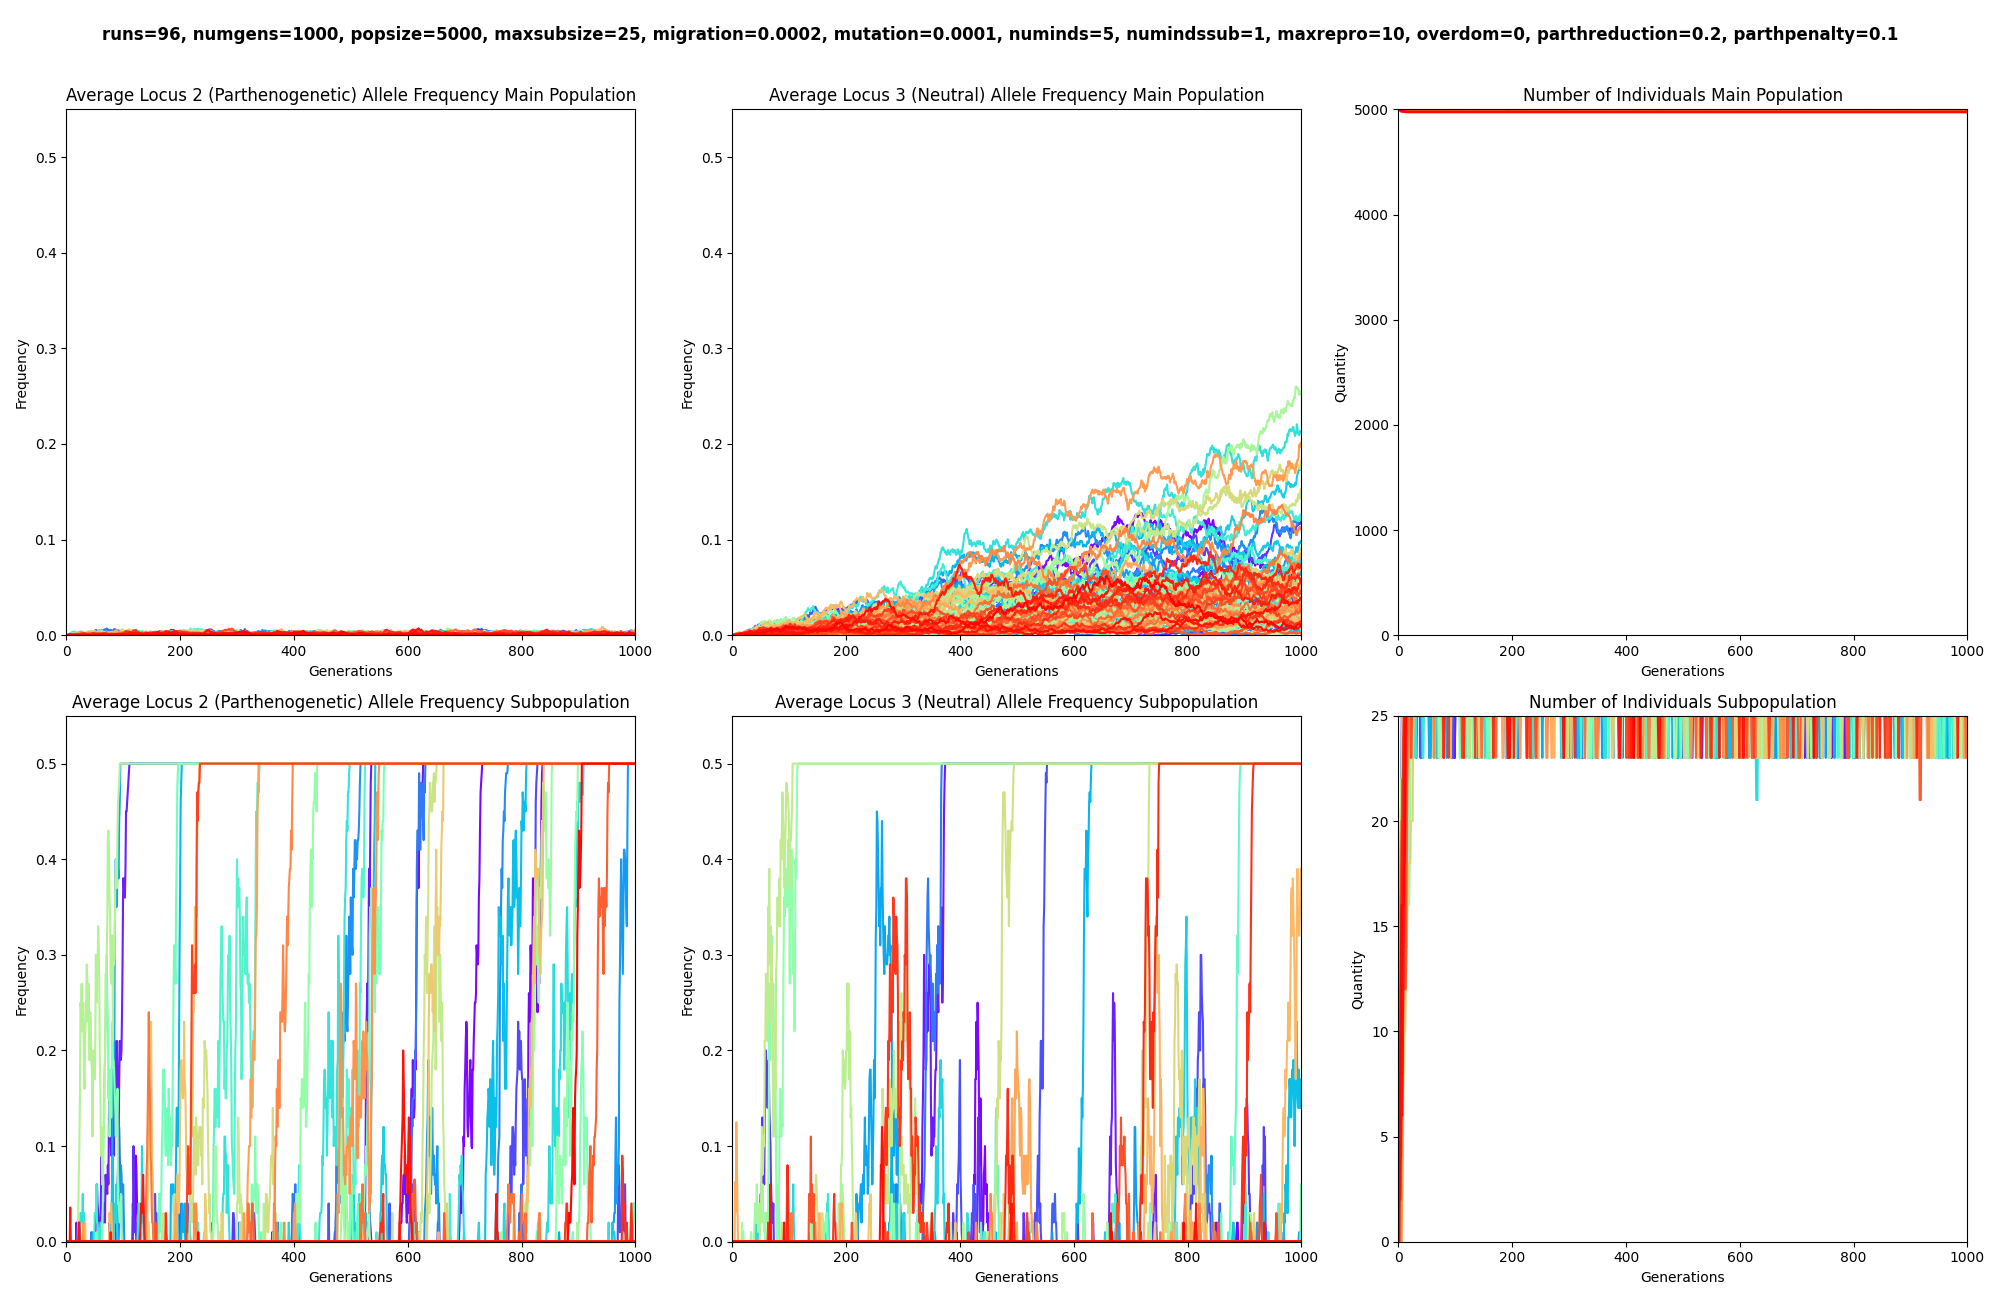 runs=96, numgens=1000, popsize=5000, maxsubsize=25, migration=0.0002, mutation=0.0001, numinds=5, numindssub=1, maxrepro=10, overdom=0, parthreduction=0.2, parthpenalty=0.1
Average Locus 2 (Parthenogenetic) Allele Frequency Main Population
Frequency
0.5
0.4
0.3
0.2
0.1
0.0
0 200 400 600 800 1000
Generations
Average Locus 3 (Neutral) Allele Frequency Main Population
Frequency
0.5
0.4
0.3
0.2
0.1
0.0
0 200 400 600 800 1000
Generations
Number of Individuals Main Population
Quantity
5000
4000
3000
2000
1000
0
0 200 400 600 800 1000
Generations
Average Locus 2 (Parthenogenetic) Allele Frequency Subpopulation
Frequency
0.5
0.4
0.3
0.2
0.1
0.0
0 200 400 600 800 1000
Generations
Average Locus 3 (Neutral) Allele Frequency Subpopulation
Frequency
0.5
0.4
0.3
0.2
0.1
0.0
0 200 400 600 800 1000
Generations
Number of Individuals Subpopulation
Quantity
25
20
15
10
5
0
0 200 400 600 800 1000
Generations